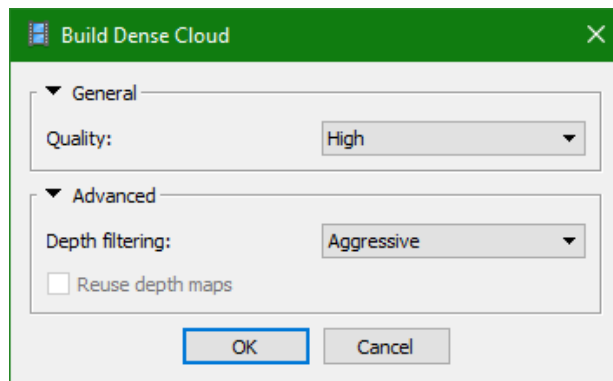 Build Dense Cloud
General
Quality: High
Advanced
Depth filtering: Aggressive
Reuse depth maps
OK Cancel